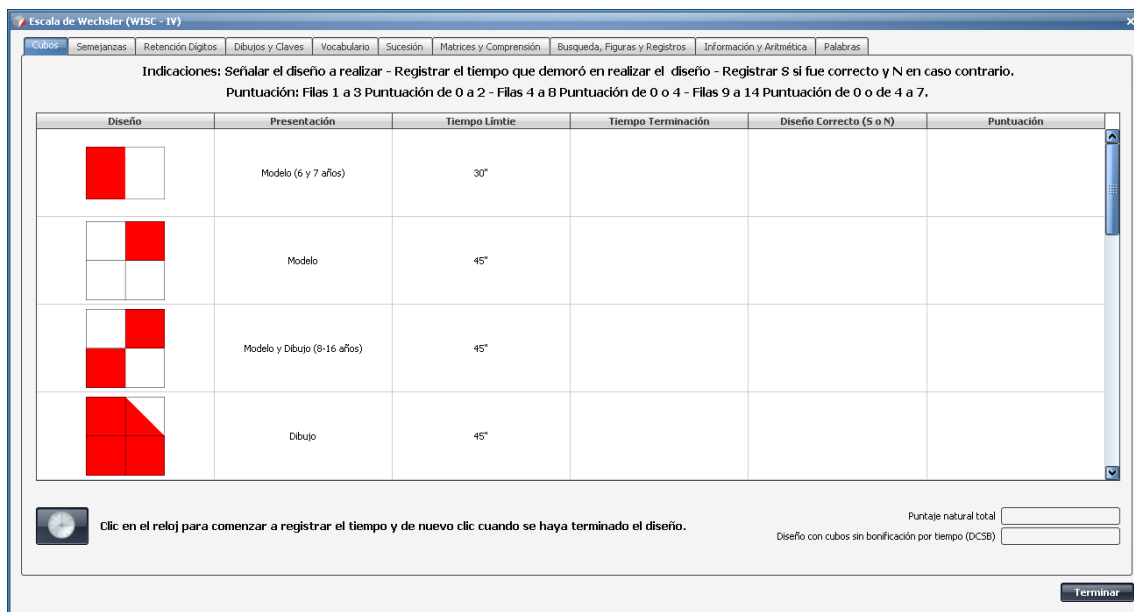 Escala de Wechsler (WISC - IV)
Cubos Semejanzas Retención Dígitos Dibujos y Claves Vocabulario Sucesión Matrices y Comprensión Busqueda, Figuras y Registros Información y Aritmética Palabras
Indicaciones: Señalar el diseño a realizar - Registrar el tiempo que demoró en realizar el diseño - Registrar S si fue correcto y N en caso contrario.
Puntuación: Filas 1 a 3 Puntuación de 0 a 2 - Filas 4 a 8 Puntuación de 0 o 4 - Filas 9 a 14 Puntuación de 0 o de 4 a 7.
Diseño Presentación Tiempo Límtie Tiempo Terminación Diseño Correcto (S o N) Puntuación
Modelo (6 y 7 años) 30"
Modelo 45"
Modelo y Dibujo (8-16 años) 45"
Dibujo 45"
Clic en el reloj para comenzar a registrar el tiempo y de nuevo clic cuando se haya terminado el diseño.
Puntaje natural total
Diseño con cubos sin bonificación por tiempo (DCSB)
Terminar